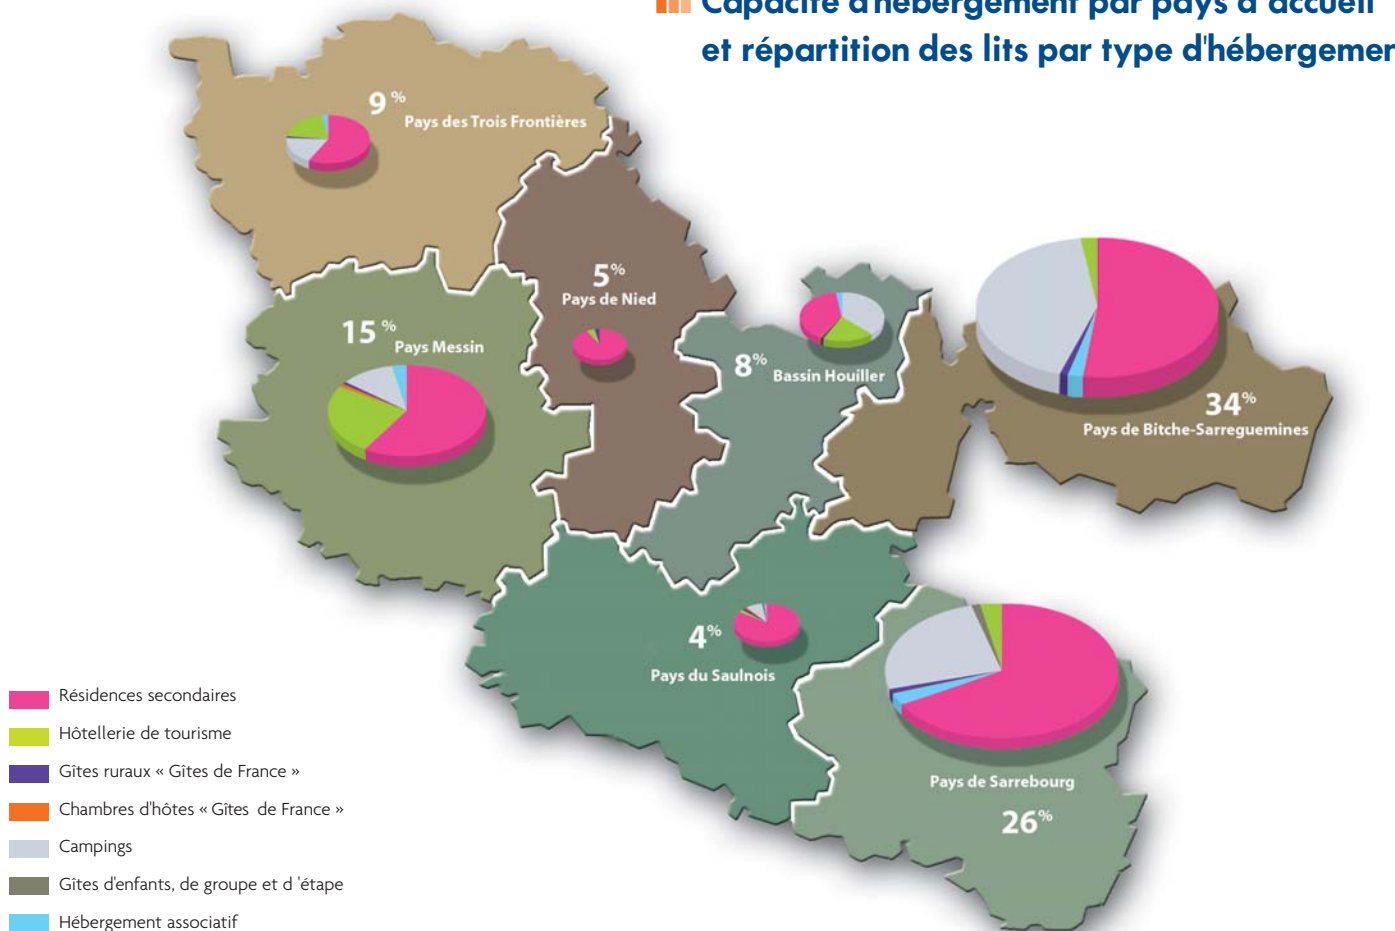 Capacité d'hébergement par pays d'accueil
et répartition des lits par type d'hébergemen
9 %
Pays des Trois Frontières
5%
Pays de Nied
15 %
Pays Messin
8%
Bassin Houiller
34%
Pays de Bitche-Sarreguemines
4%
Pays du Saulnois
Pays de Sarrebourg
26%
Résidences secondaires
Hôtellerie de tourisme
Gîtes ruraux « Gîtes de France »
Chambres d'hôtes « Gîtes de France »
Campings
Gîtes d'enfants, de groupe et d 'étape
Hébergement associatif